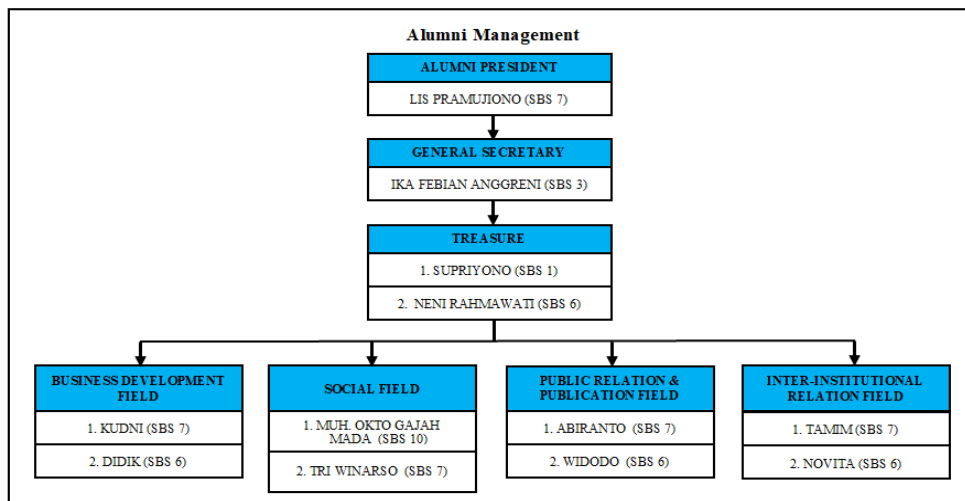 Alumni Management
ALUMNI PRESIDENT
LIS PRAMUJIONO (SBS 7)
GENERAL SECRETARY
IKA FEBIAN ANGGRENI (SBS 3)
TREASURE
1. SUPRIYONO (SBS 1)
2. NENI RAHMAWATI (SBS 6)
BUSINESS DEVELOPMENT
FIELD
1. KUDNI (SBS 7)
2. DIDIK (SBS 6)
SOCIAL FIELD
1. MUH. OKTO GAJAH
MADA (SBS 10)
2. TRI WINARSO (SBS 7)
PUBLIC RELATION &
PUBLICATION FIELD
1. ABIRANTO (SBS 7)
2. WIDODO (SBS 6)
INTER-INSTITUTIONAL
RELATION FIELD
1. TAMIM (SBS 7)
2. NOVITA (SBS 6)